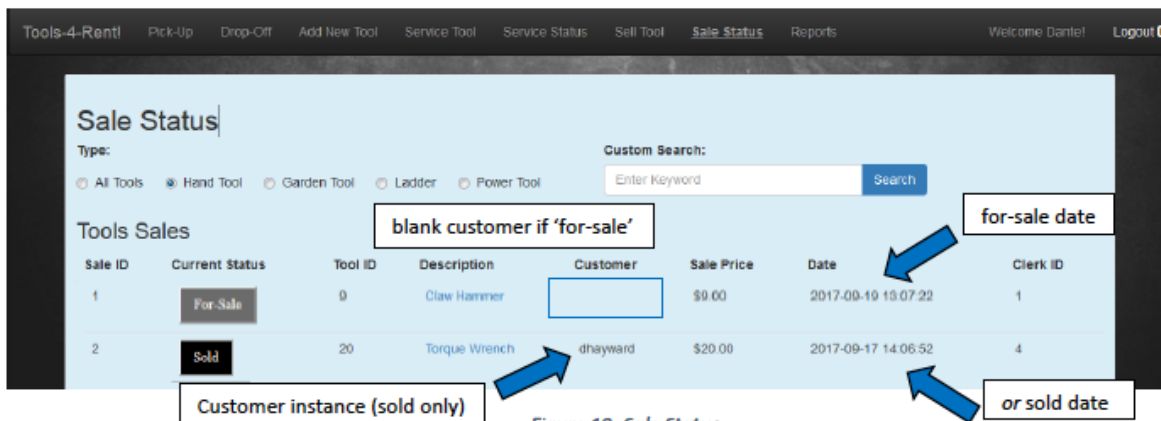 Tools-4-Rent! Pick-Up Drop-Off Add New Tool Service Tool Service Status Sell Tool Sale Status Reports Welcome Dante! Logout
Sale Status
Type: Custom Search:
All Tools Hand Tool Garden Tool Ladder Power Tool Enter Keyword Search
blank customer if ‘for-sale’ for-sale date
Tools Sales
Sale ID Current Status Tool ID Description Customer Sale Price Date Clerk ID
1 For-Sale 9 Claw Hammer $9.00 2017-09-19 13:07:22 1
2 Sold 20 Torque Wrench dhayward $20.00 2017-09-17 14:06:52 4
Customer instance (sold only) or sold date